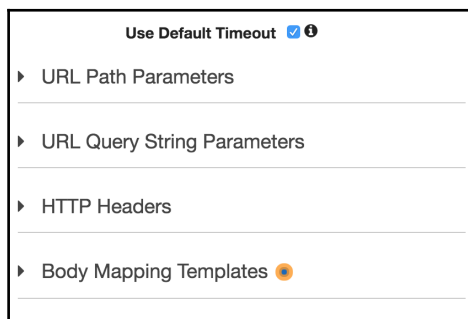 Use Default Timeout
URL Path Parameters
URL Query String Parameters
HTTP Headers
Body Mapping Templates